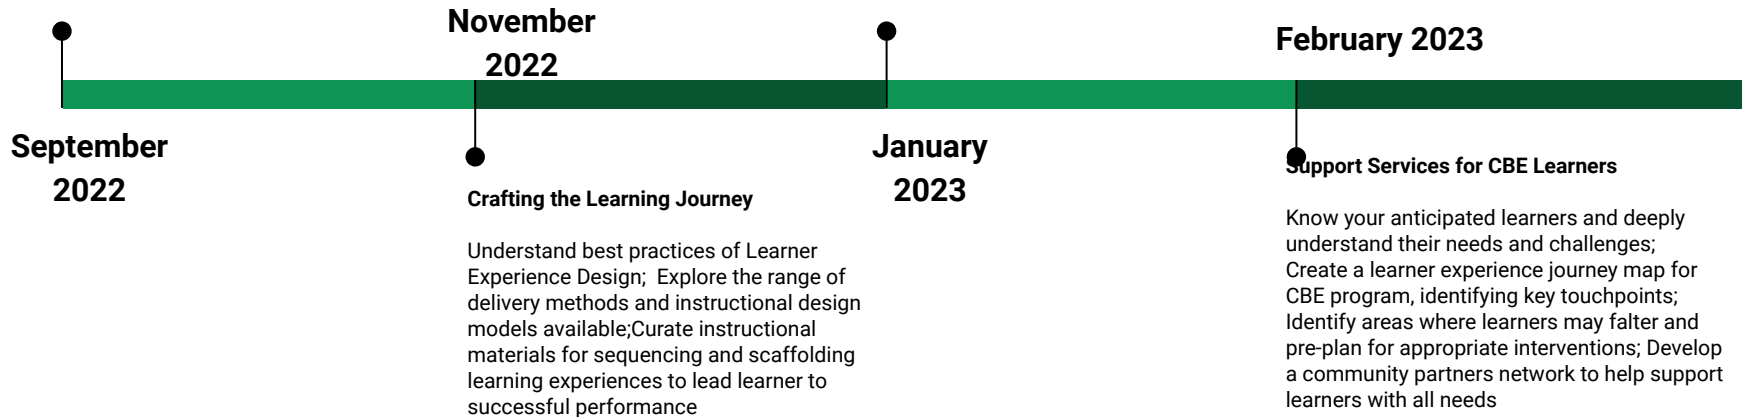 November
2022
February 2023
September
2022
January
2023
Crafting the Learning Journey
Understand best practices of Learner
Experience Design;  Explore the range of
delivery methods and instructional design
models available;Curate instructional
materials for sequencing and scaffolding
learning experiences to lead learner to
successful performance
Support Services for CBE Learners
Know your anticipated learners and deeply
understand their needs and challenges;
Create a learner experience journey map for
CBE program, identifying key touchpoints;
Identify areas where learners may falter and
pre-plan for appropriate interventions; Develop
a community partners network to help support
learners with all needs